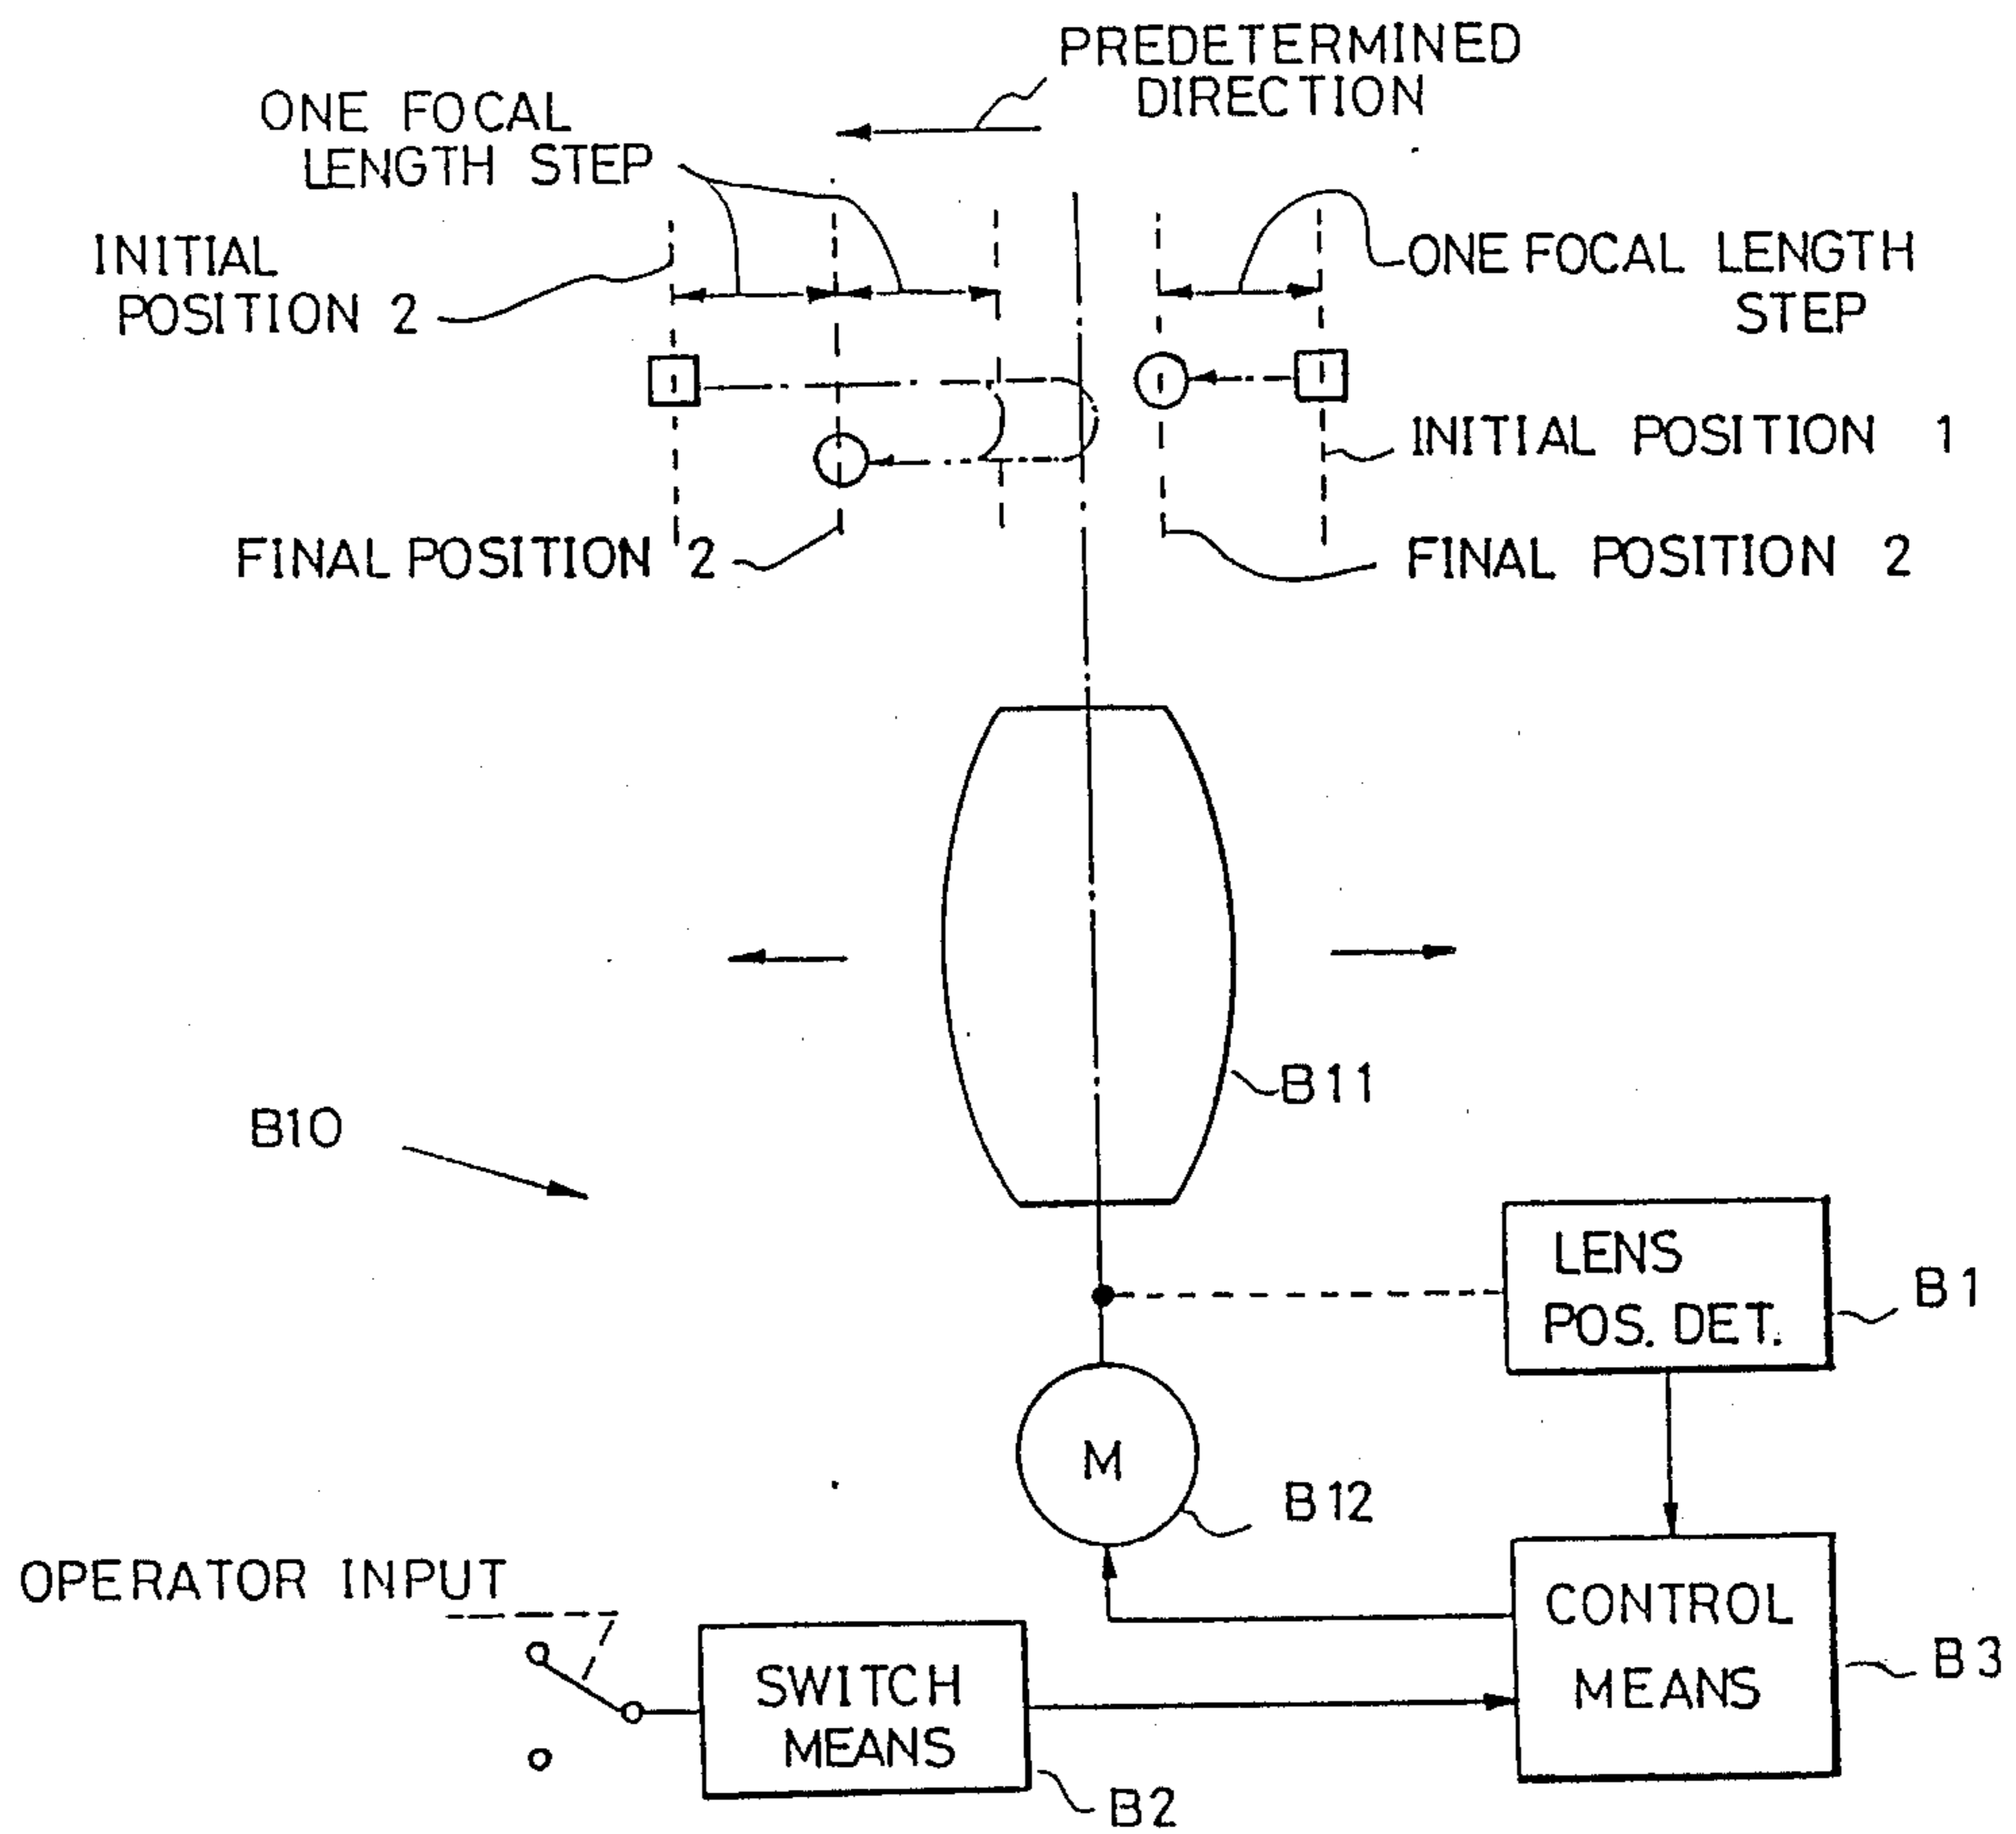 PREDETERMINED
DIRECTION
ONE FOCAL
LENGTH STEP
INITIAL
POSITION 2
ONE FOCAL LENGTH
STEP
INITIAL POSITION 1
FINAL POSITION 2
FINAL POSITION 2
B11
B10
LENS
POS. DET.
B1
M
B12
OPERATOR INPUT
CONTROL
MEANS
B3
SWITCH
MEANS
B2